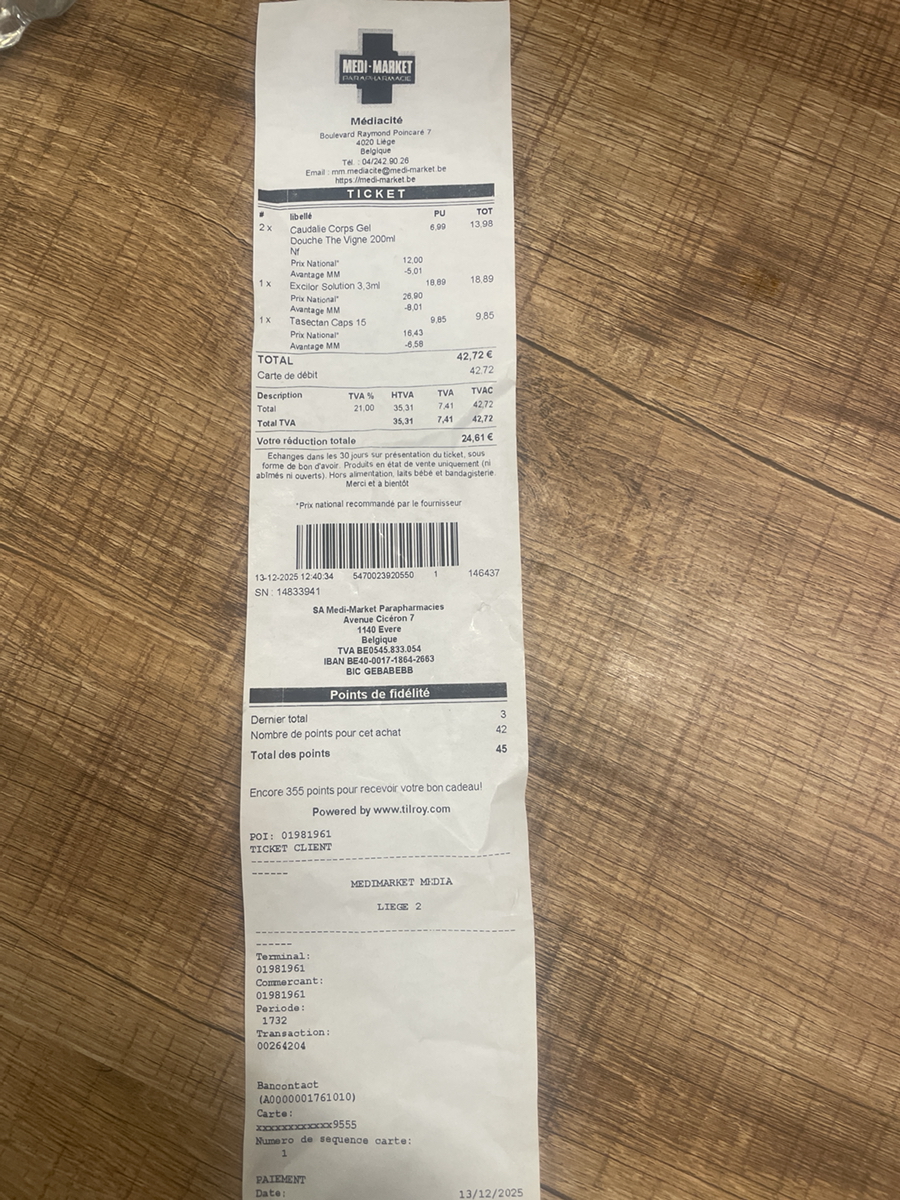 MEDI-MARKET
PARAPHARMACIE
Médiacité
Boulevard Raymond Poincaré 7
4020 Liège
Belgique
Tél. : 04/242.90.26
Email : mm.mediacite@medi-market.be
https://medi-market.be
TICKET
# libellé PU TOT
2 x Caudalie Corps Gel 6,99 13,98
Douche The Vigne 200ml
Nf
Prix National* 12,00
Avantage MM -5,01
1 x Excilor Solution 3,3ml 18,89 18,89
Prix National* 26,90
Avantage MM -8,01
1 x Tasectan Caps 15 9,85 9,85
Prix National* 16,43
Avantage MM -6,58
TOTAL 42,72 €
Carte de débit 42.72
Description TVA % HTVA TVA TVAC
Total 21,00 35,31 7,41 42,72
Total TVA 35,31 7,41 42,72
Votre réduction totale 24,61 €
Echanges dans les 30 jours sur présentation du ticket, sous
forme de bon d'avoir. Produits en état de vente uniquement (ni
abîmés ni ouverts). Hors alimentation, laits bébé et bandagisterie.
Merci et à bientôt
*Prix national recommandé par le fournisseur
13-12-2025 12:40:34 5470023920550 1 146437
SN : 14833941
SA Medi-Market Parapharmacies
Avenue Cicéron 7
1140 Evere
Belgique
TVA BE0545.833.054
IBAN BE40-0017-1864-2663
BIC GEBABEBB
Points de fidélité
Dernier total 3
Nombre de points pour cet achat 42
Total des points 45
Encore 355 points pour recevoir votre bon cadeau!
Powered by www.tilroy.com
POI: 01981961
TICKET CLIENT
MEDIMARKET MEDIA
LIEGE 2
Terminal:
01981961
Commercant:
01981961
Periode:
1732
Transaction:
00264204
Bancontact
(A0000001761010)
Carte:
xxxxxxxxxxxx9555
Numero de sequence carte:
1
PAIEMENT
Date: 13/12/2025